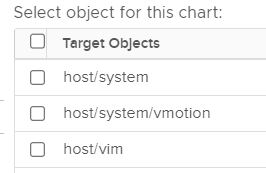 Select object for this chart:
Target Objects
host/system
host/system/vmotion
host/vim